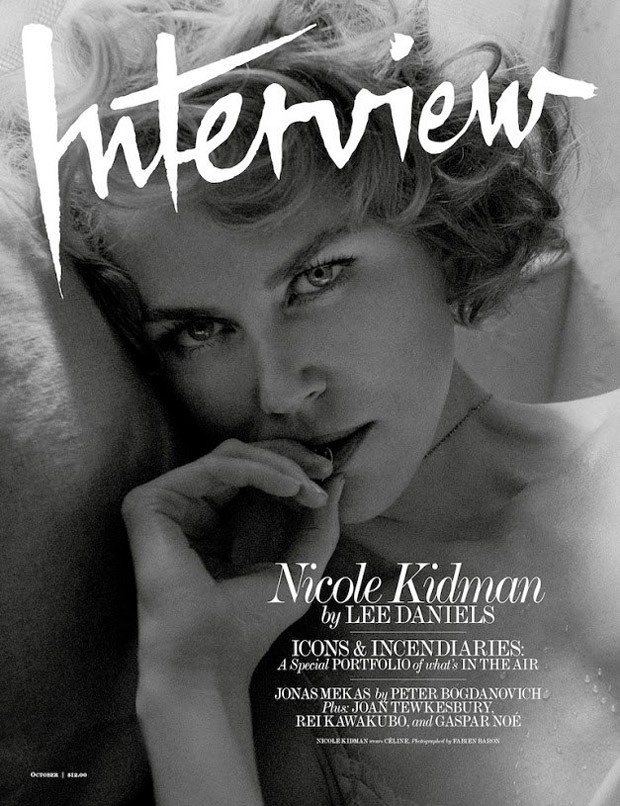 Interview
Nicole Kidman
by LEE DANIELS
ICONS & INCENDIARIES:
A Special PORTFOLIO of what's IN THE AIR
JONAS MEKAS by PETER BOGDANOVICH
Plus: JOAN TEWKESBURY,
REI KAWAKUBO, and GASPAR NOÉ
NICOLE KIDMAN wears CÉLINE. Photographed by FABIEN BARON
OCTOBER | $12.00